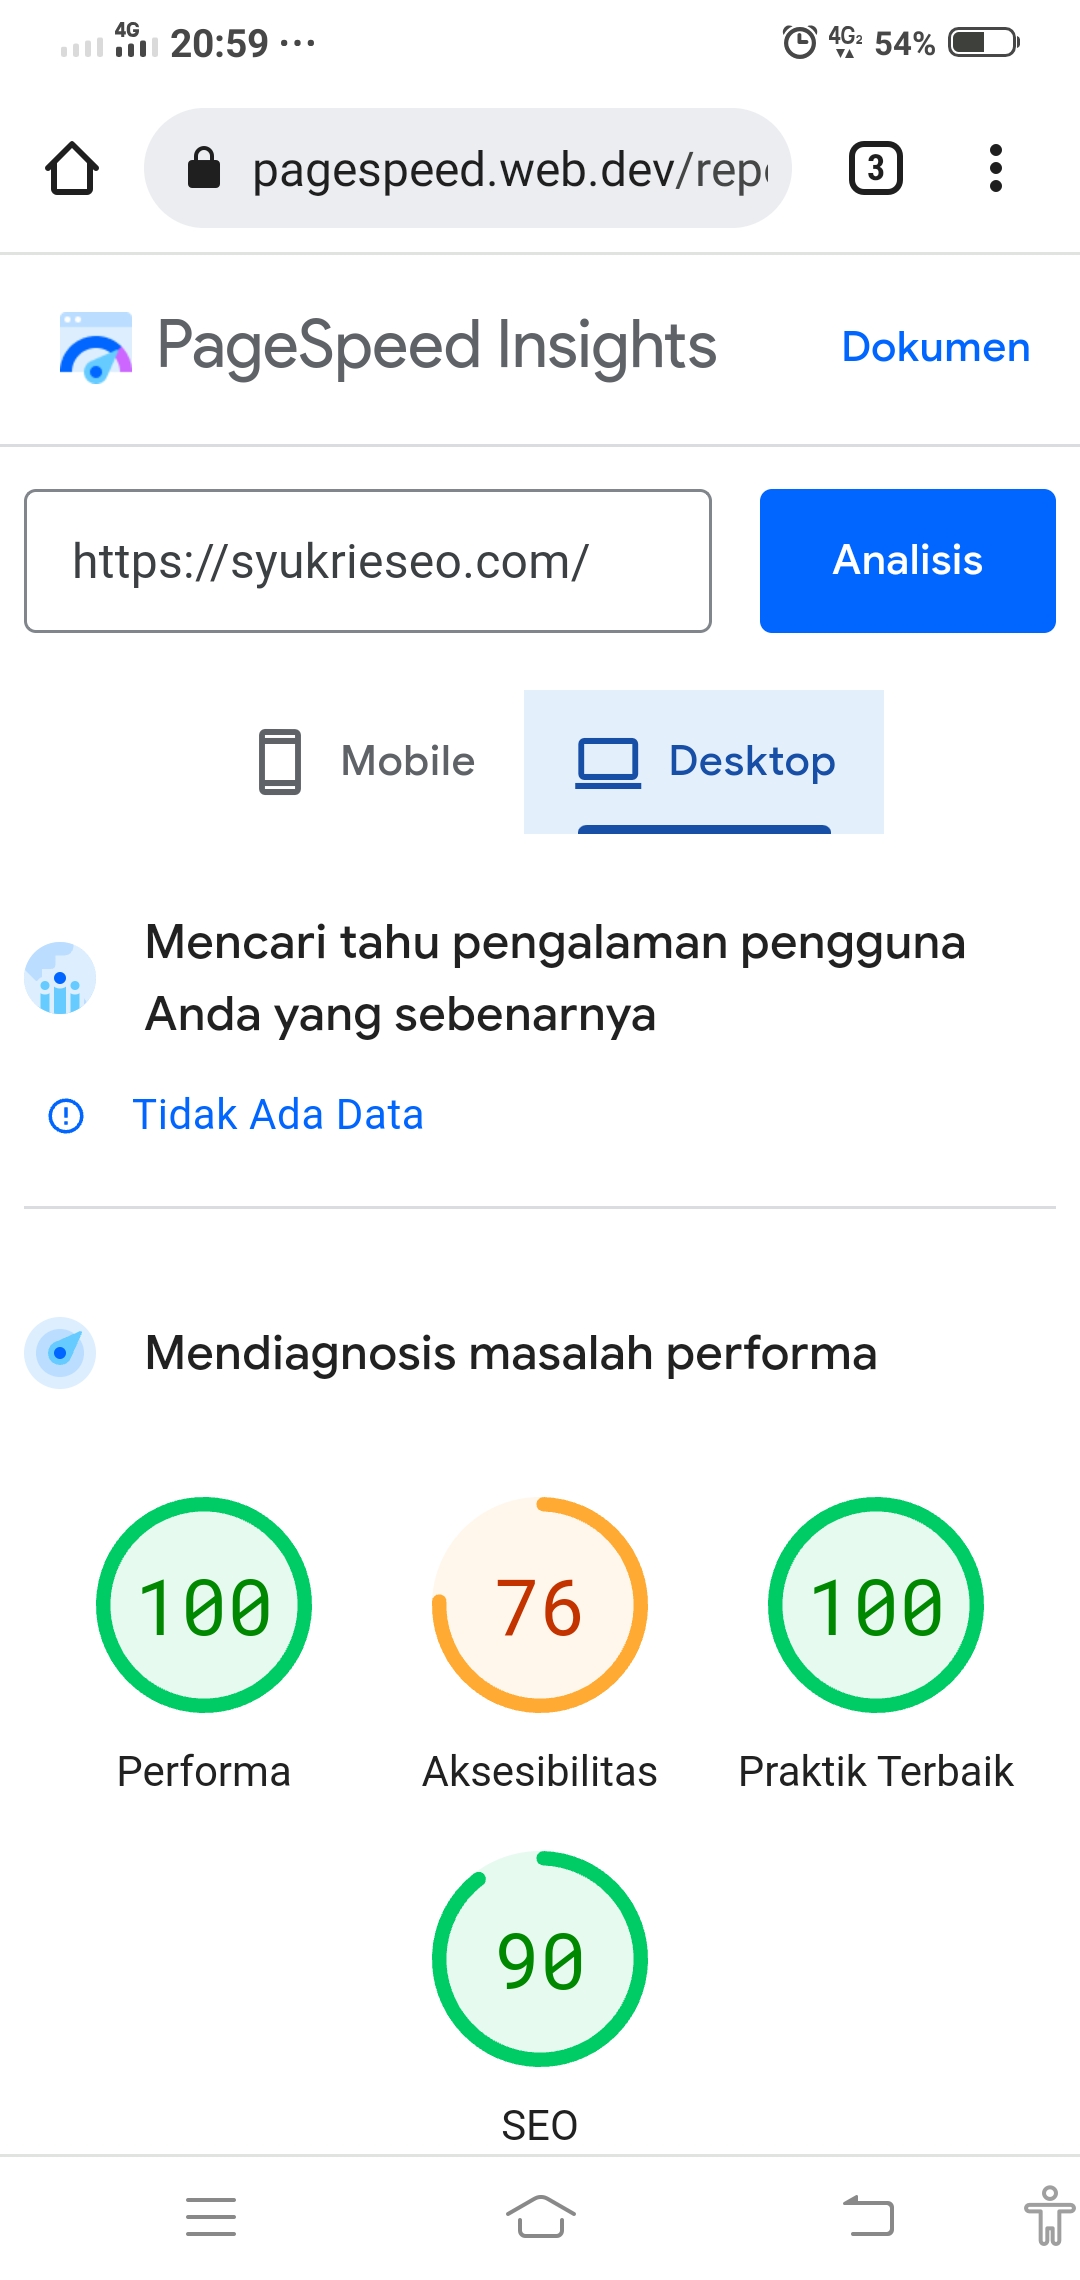 4G 20:59 ... 4G2 54%
pagespeed.web.dev/rep
3
PageSpeed Insights
Dokumen
https://syukrieseo.com/
Analisis
Mobile
Desktop
Mencari tahu pengalaman pengguna
Anda yang sebenarnya
Tidak Ada Data
Mendiagnosis masalah performa
100
76
100
Performa
Aksesibilitas
Praktik Terbaik
90
SEO